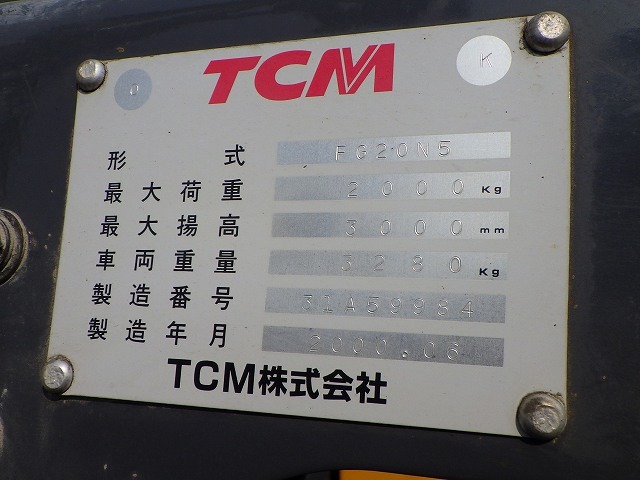 0 TCM K
形式 FG20N5
最大荷重 2000 Kg
最大揚高 3000 mm
車両重量 3280 Kg
製造番号 31A59984
製造年月 2000.06
TCM株式会社